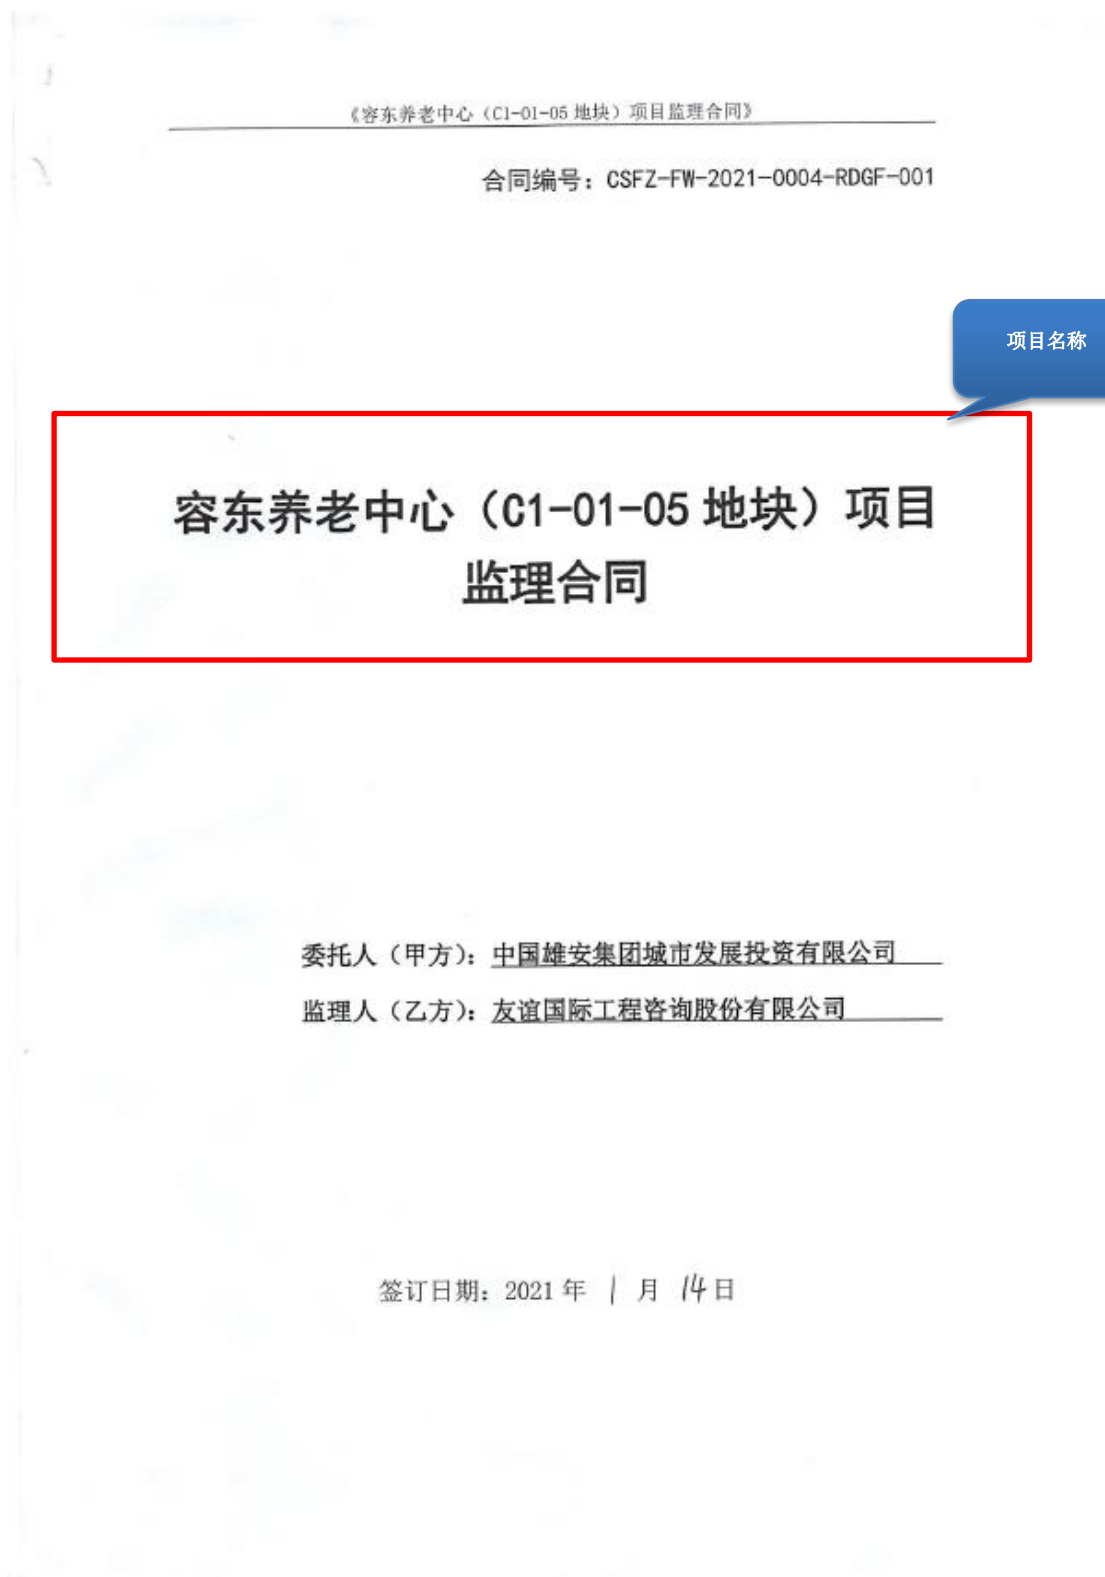 《容东养老中心（C1-01-05 地块）项目监理合同》
合同编号：CSFZ-FW-2021-0004-RDGF-001
项目名称
容东养老中心（C1-01-05 地块）项目
监理合同
委托人（甲方）：中国雄安集团城市发展投资有限公司
监理人（乙方）：友谊国际工程咨询股份有限公司
签订日期：2021 年 1 月 14 日